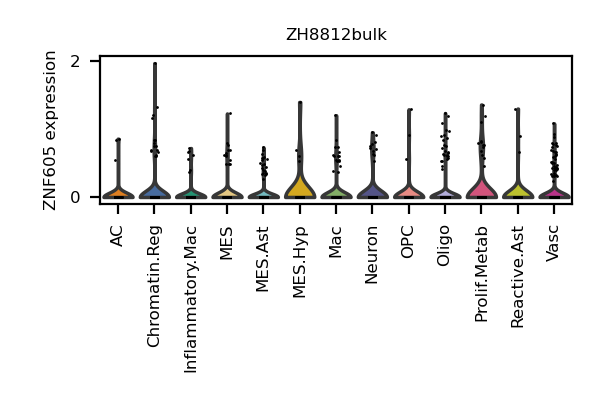 ZH8812bulk
ZNF605 expression
2
0
AC
Chromatin.Reg
Inflammatory.Mac
MES
MES.Ast
MES.Hyp
Mac
Neuron
OPC
Oligo
Prolif.Metab
Reactive.Ast
Vasc